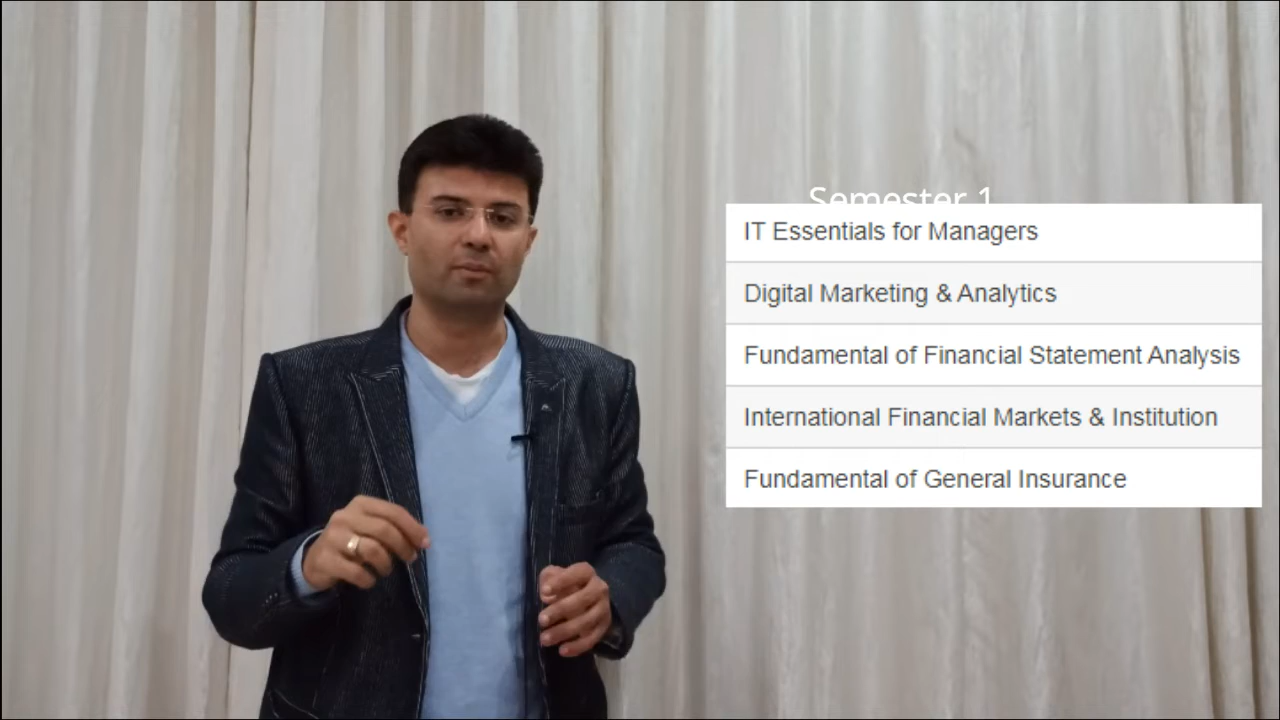 Semester 1
IT Essentials for Managers
Digital Marketing & Analytics
Fundamental of Financial Statement Analysis
International Financial Markets & Institution
Fundamental of General Insurance